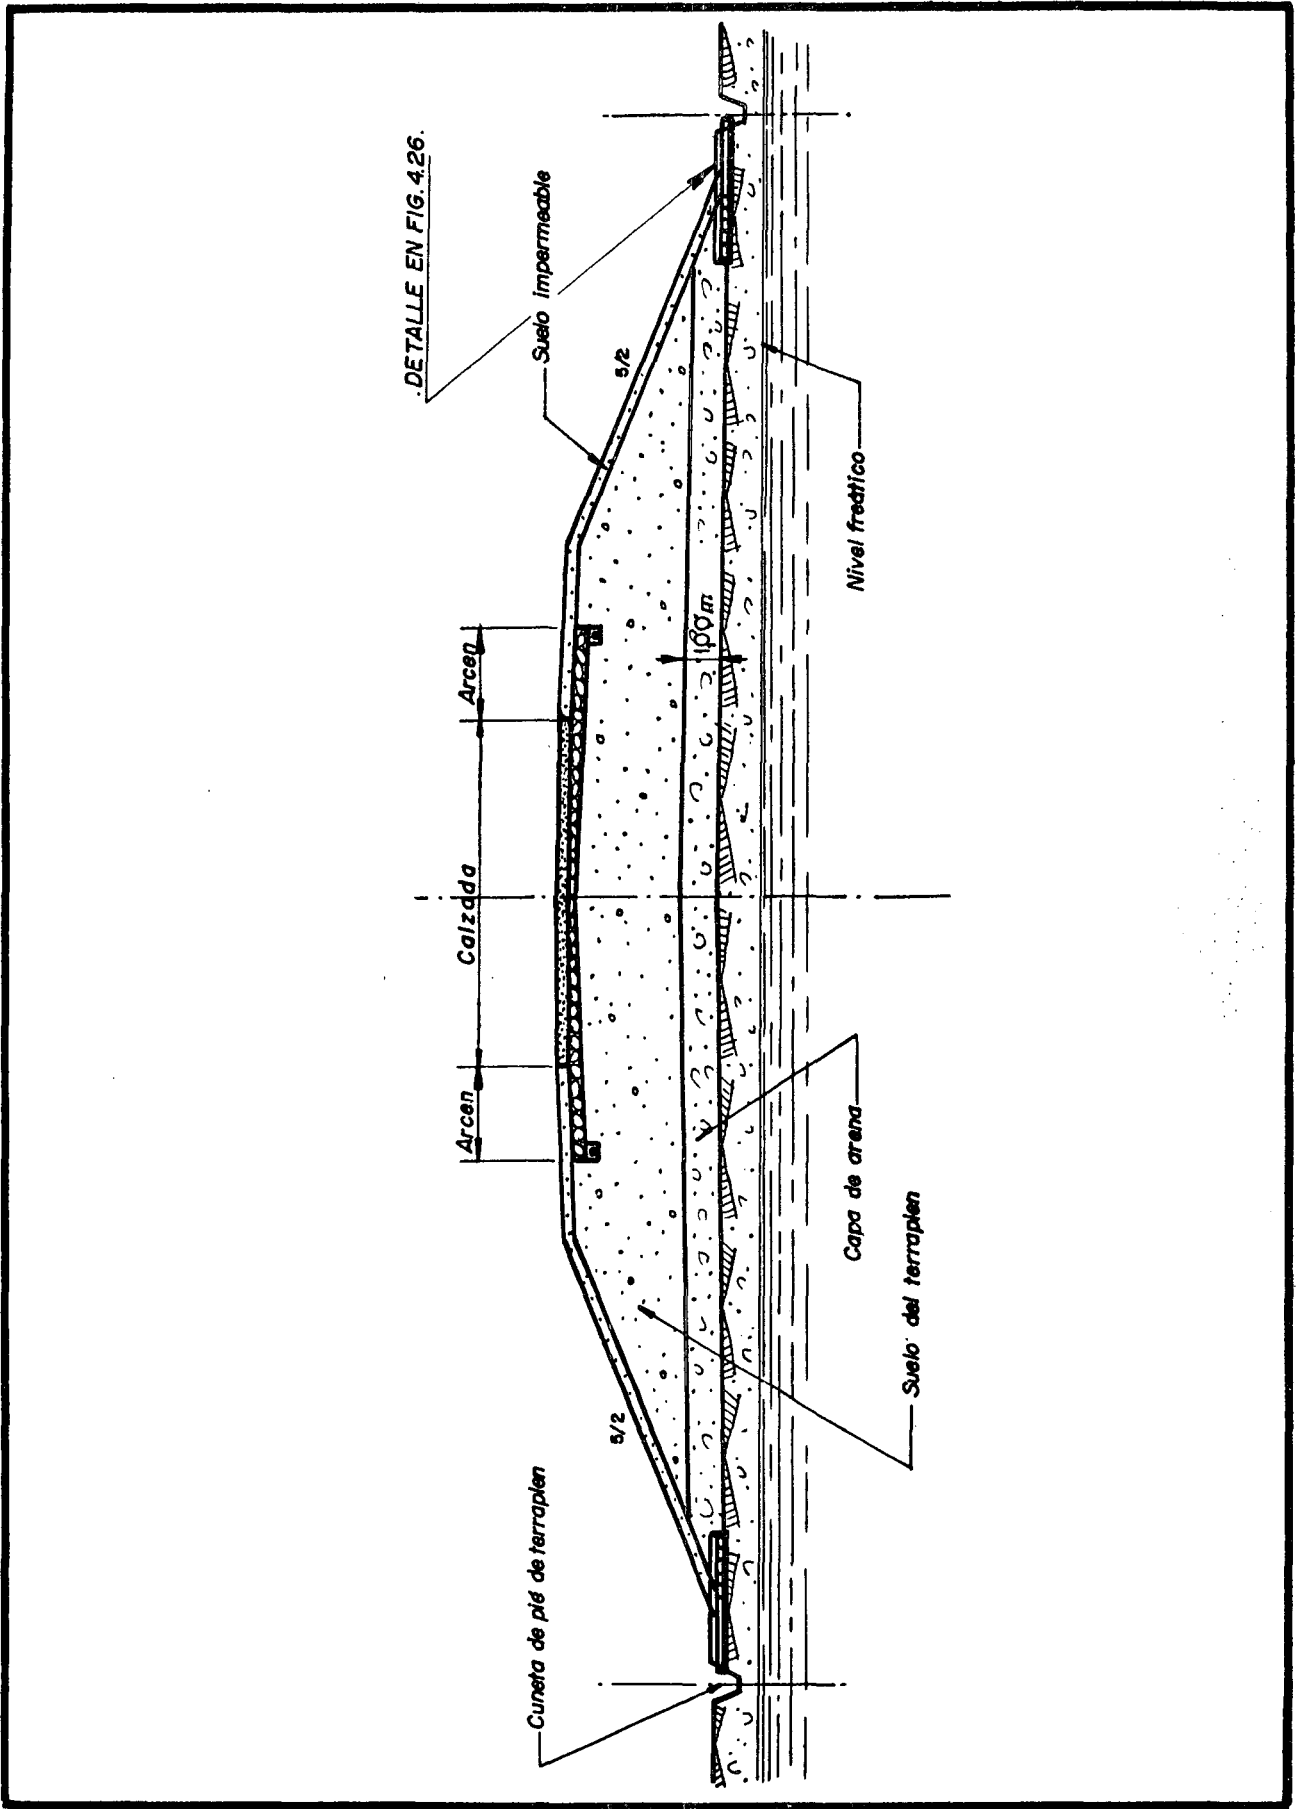 Cuneta de pié de terraplen
5/2
Arcen
Calzada
Arcen
5/2
Suelo impermeable
.DETALLE EN FIG.4.26.
1,00m
Suelo del terraplen
Capa de arena
Nivel freático